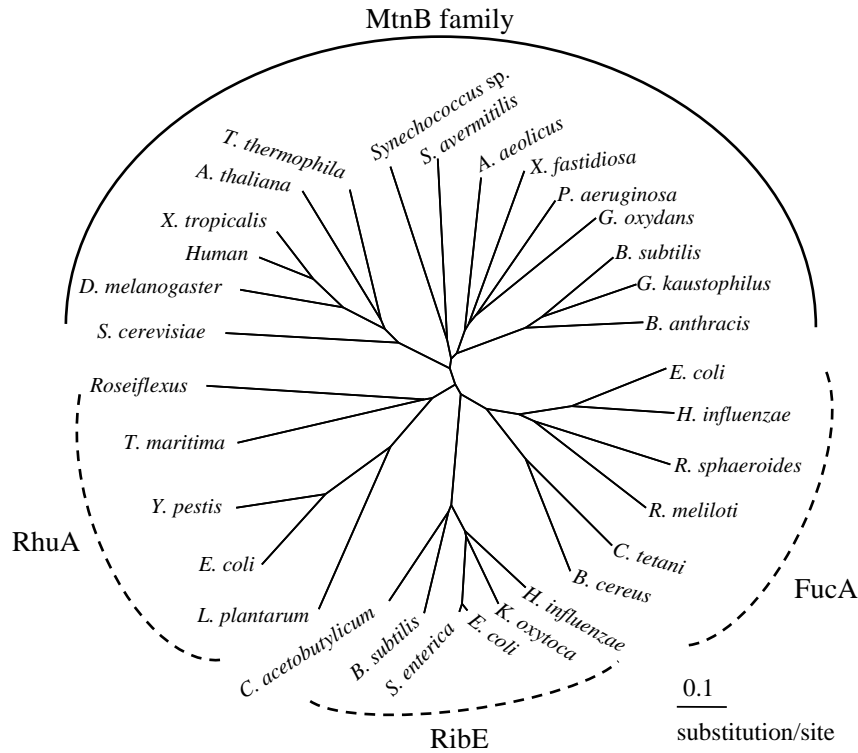 MtnB family
Synechococcus sp.
S. avermitilis
A. aeolicus
X. fastidiosa
P. aeruginosa
G. oxydans
B. subtilis
G. kaustophilus
B. anthracis
T. thermophila
A. thaliana
X. tropicalis
Human
D. melanogaster
S. cerevisiae
Roseiflexus
T. maritima
Y. pestis
E. coli
L. plantarum
RhuA
C. acetobutylicum
B. subtilis
S. enterica
E. coli
K. oxytoca
H. influenzae
RibE
E. coli
H. influenzae
R. sphaeroides
R. meliloti
C. tetani
B. cereus
FucA
0.1
substitution/site